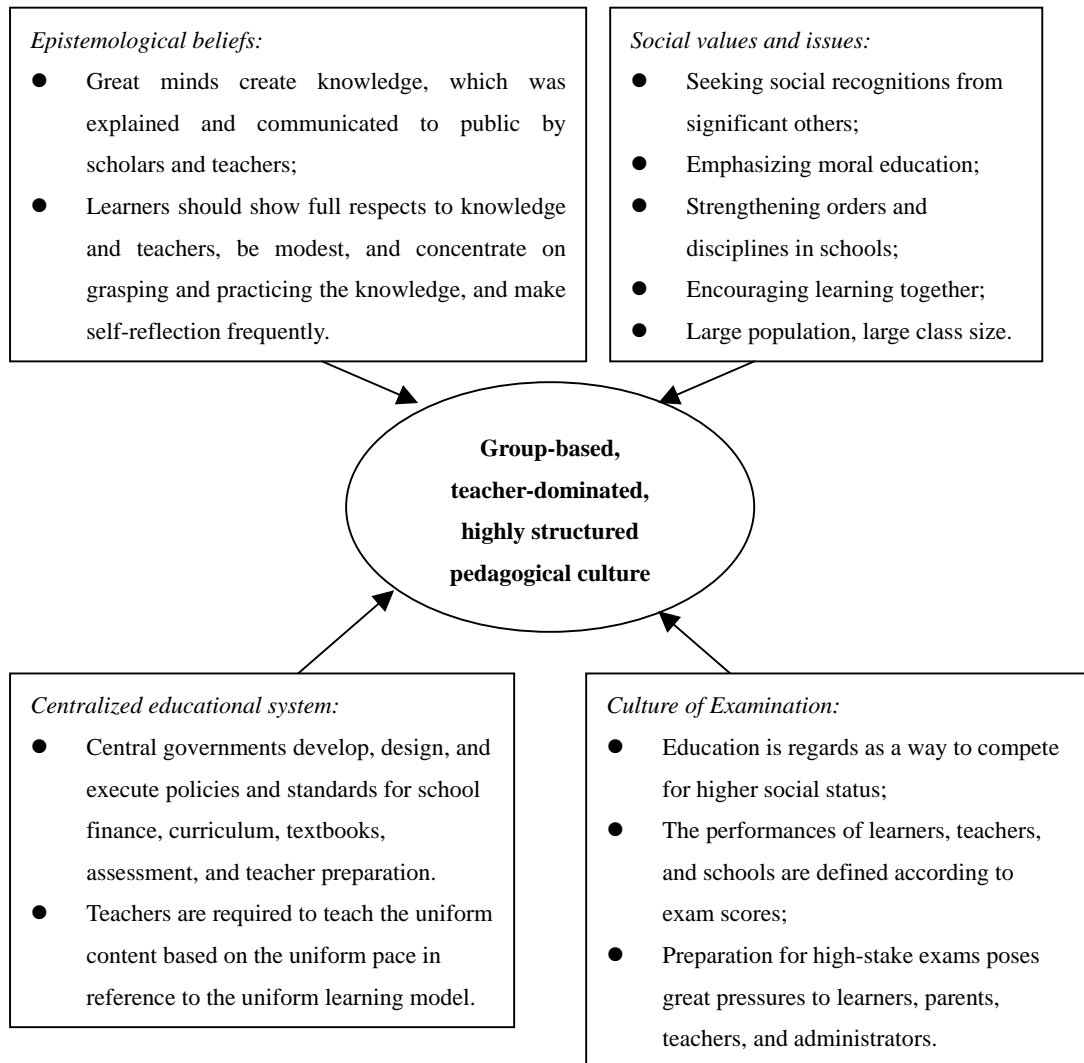 Epistemological beliefs:
● Great minds create knowledge, which was
explained and communicated to public by
scholars and teachers;
● Learners should show full respects to knowledge
and teachers, be modest, and concentrate on
grasping and practicing the knowledge, and make
self-reflection frequently.
Social values and issues:
● Seeking social recognitions from
significant others;
● Emphasizing moral education;
● Strengthening orders and
disciplines in schools;
● Encouraging learning together;
● Large population, large class size.
Group-based,
teacher-dominated,
highly structured
pedagogical culture
Centralized educational system:
● Central governments develop, design, and
execute policies and standards for school
finance, curriculum, textbooks,
assessment, and teacher preparation.
● Teachers are required to teach the uniform
content based on the uniform pace in
reference to the uniform learning model.
Culture of Examination:
● Education is regards as a way to compete
for higher social status;
● The performances of learners, teachers,
and schools are defined according to
exam scores;
● Preparation for high-stake exams poses
great pressures to learners, parents,
teachers, and administrators.